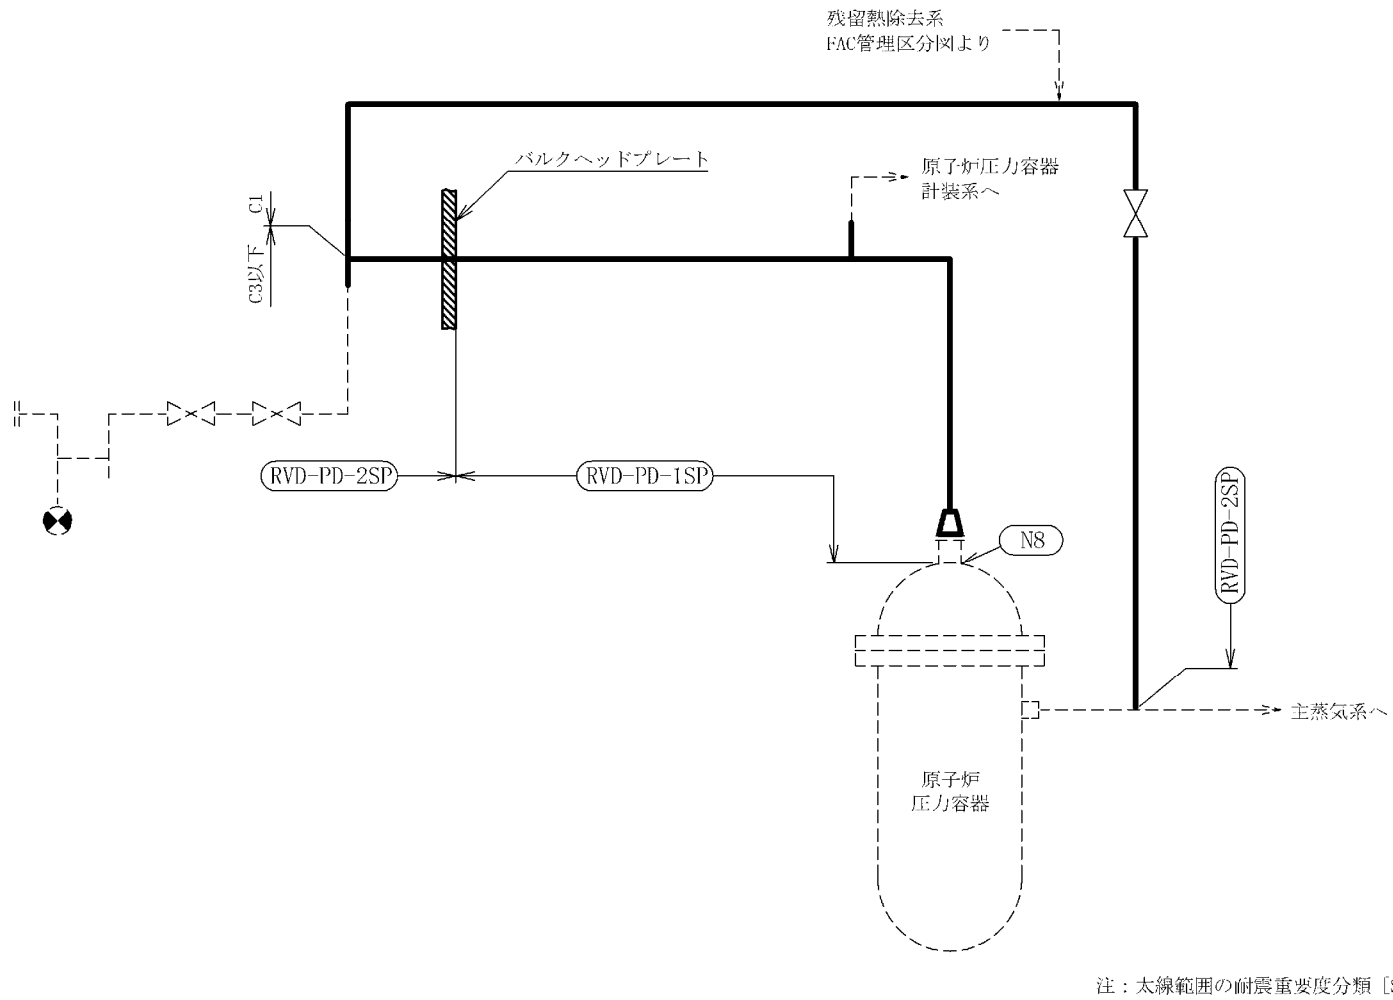 残留熱除去系
FAC管理区分図より
バルクヘッドプレート
原子炉圧力容器
計装系へ
C1
C3以下
RVD-PD-2SP
RVD-PD-1SP
N8
RVD-PD-2SP
主蒸気系へ
原子炉
圧力容器
注：太線範囲の耐震重要度分類［